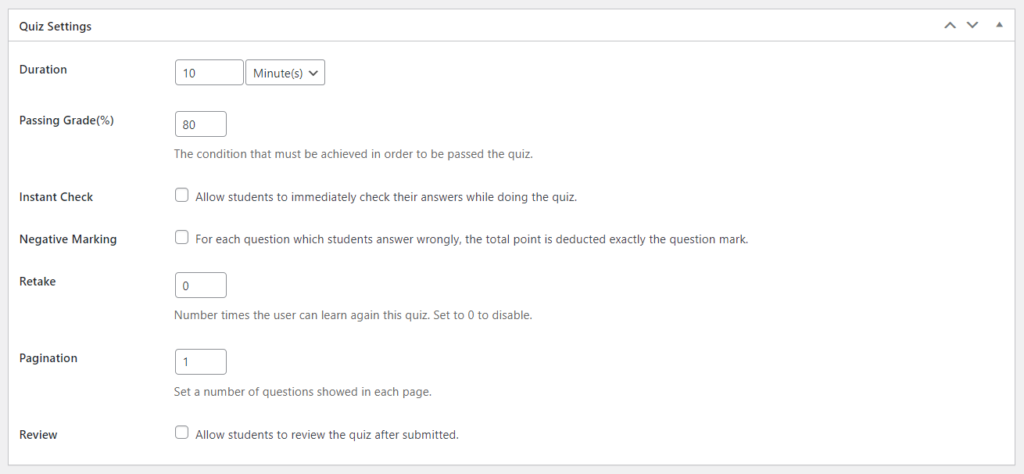 Quiz Settings
Duration 10 Minute(s)
Passing Grade(%) 80
The condition that must be achieved in order to be passed the quiz.
Instant Check Allow students to immediately check their answers while doing the quiz.
Negative Marking For each question which students answer wrongly, the total point is deducted exactly the question mark.
Retake 0
Number times the user can learn again this quiz. Set to 0 to disable.
Pagination 1
Set a number of questions showed in each page.
Review Allow students to review the quiz after submitted.